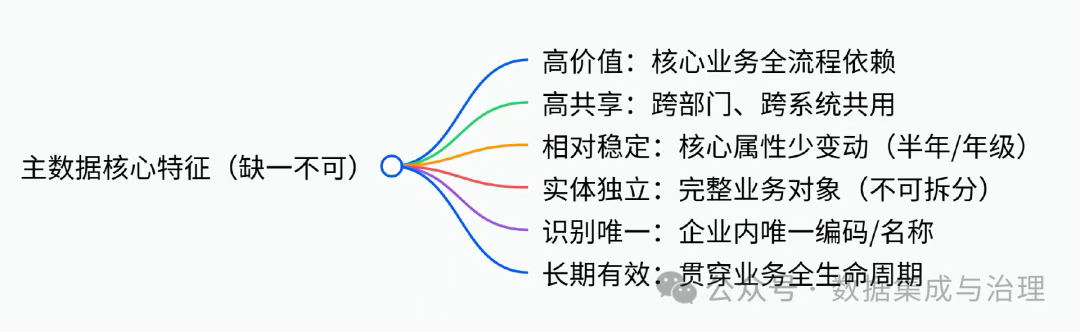 高价值：核心业务全流程依赖
高共享：跨部门、跨系统共用
相对稳定：核心属性少变动（半年/年级）
主数据核心特征（缺一不可）
实体独立：完整业务对象（不可拆分）
识别唯一：企业内唯一编码/名称
长期有效：贯穿业务全生命周期
公众号 · 数据集成与治理